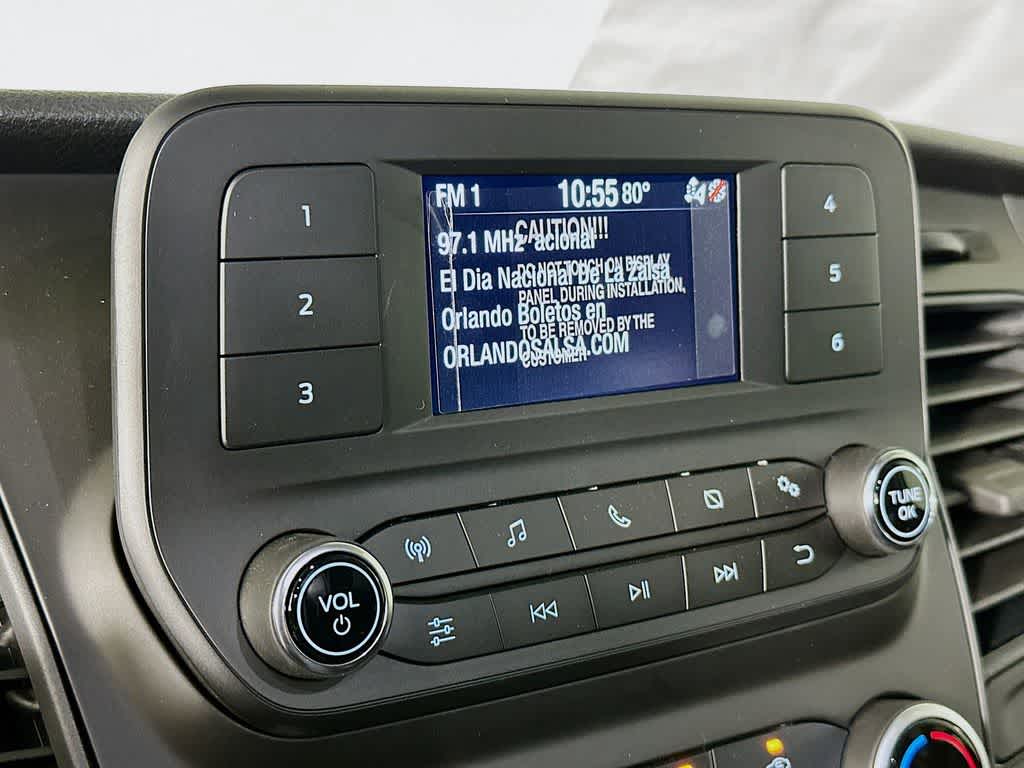 FM 1 10:55 80°
CAUTION!!!
97.1 MHz acional
DO NOT TOUCH ON DISPLAY
El Dia Nacional De La Zalsa
PANEL DURING INSTALLATION,
Orlando Boletos en
TO BE REMOVED BY THE
ORLANDOSALSA.COM
CUSTOMER
1
2
3
4
5
6
VOL
TUNE
OK